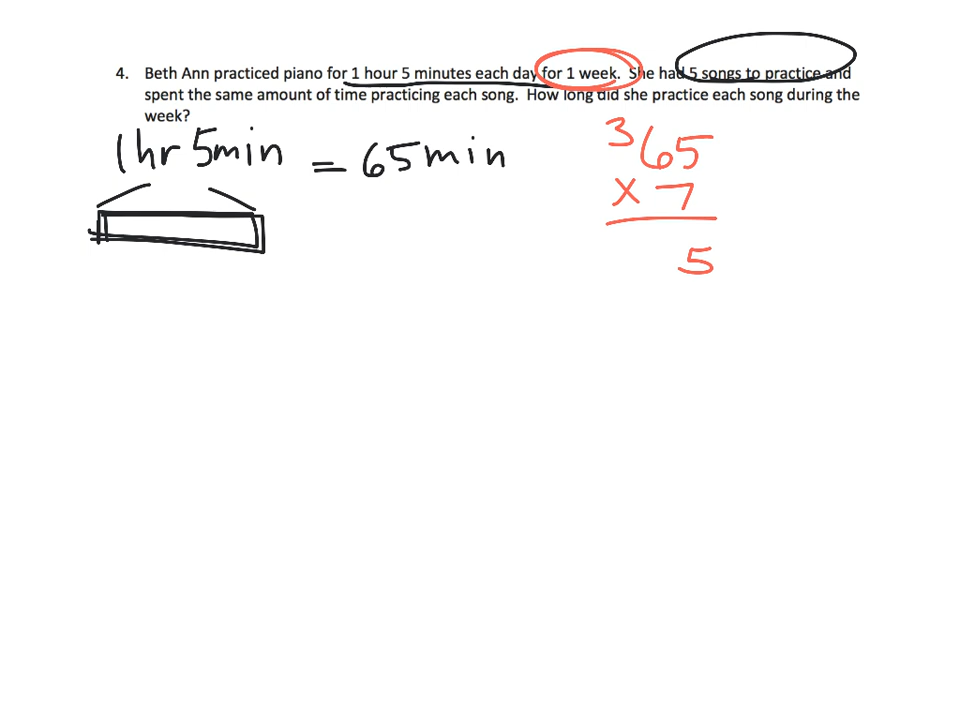 4. Beth Ann practiced piano for 1 hour 5 minutes each day for 1 week. She had 5 songs to practice and
spent the same amount of time practicing each song. How long did she practice each song during the
week?
1hr 5min = 65min
3
65
x 7
5